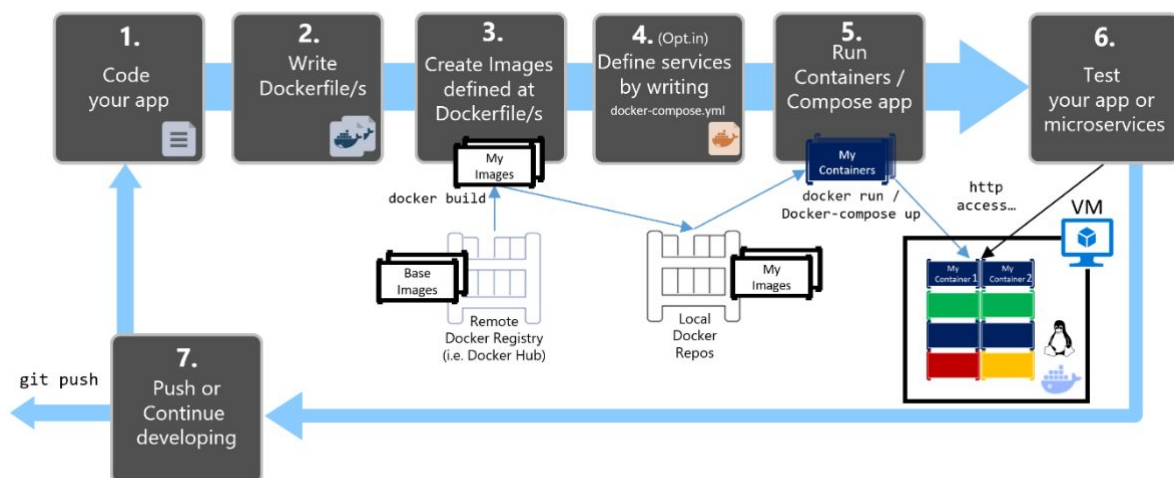 1.
Code
your app
2.
Write
Dockerfile/s
3.
Create Images
defined at
Dockerfile/s
My
Images
4. (Opt.in)
Define services
by writing
docker-compose.yml
5.
Run
Containers /
Compose app
My
Containers
6.
Test
your app or
microservices
docker build
docker run /
Docker-compose up
http
access…
VM
Base
Images
Remote
Docker Registry
(i.e. Docker Hub)
My
Images
Local
Docker
Repos
My
Container 1
My
Container 2
7.
Push or
Continue
developing
git push